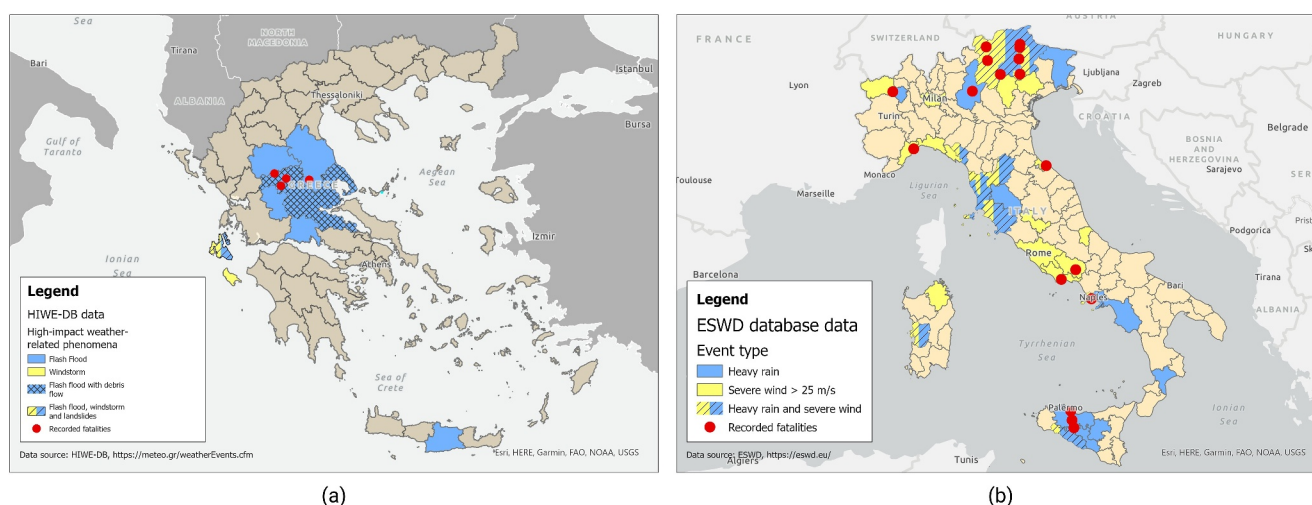 Sea
Bari
Tirana
NORTH
MACEDONIA
ALBANIA
Thessaloniki
Istanbul
Bursa
Gulf of
Taranto
Aegean
Sea
GREECE
Izmir
Athens
Ionian
Sea
Sea of
Crete
Legend
HIWE-DB data
High-impact weather-
related phenomena
Flash Flood
Windstorm
Flash flood with debris
flow
Flash flood, windstorm
and landslides
Recorded fatalities
Data source: HIWE-DB, https://meteo.gr/weatherEvents.cfm
Esri, HERE, Garmin, FAO, NOAA, USGS
(a)
AUSTRIA
FRANCE
SWITZERLAND
HUNGARY
Lyon
Ljubljana
Zagreb
Milan
Turin
CROATIA
Belgrade
BOSNIA
AND
HERZEGOVINA
Sarajevo
SER
Monaco
Toulouse
Marseille
Ligurian
Sea
ITALY
Prist
Podgorica
Sk
Rome
Barcelona
Tirana
Bari
Naples
ALBANIA
Tyrrhenian
Sea
Ionian
Sea
Palermo
Legend
ESWD database data
Event type
Heavy rain
Severe wind > 25 m/s
Heavy rain and severe wind
Recorded fatalities
Data source: ESWD, https://eswd.eu/
Algiers
Tunis
Esri, HERE, Garmin, FAO, NOAA, USGS
(b)